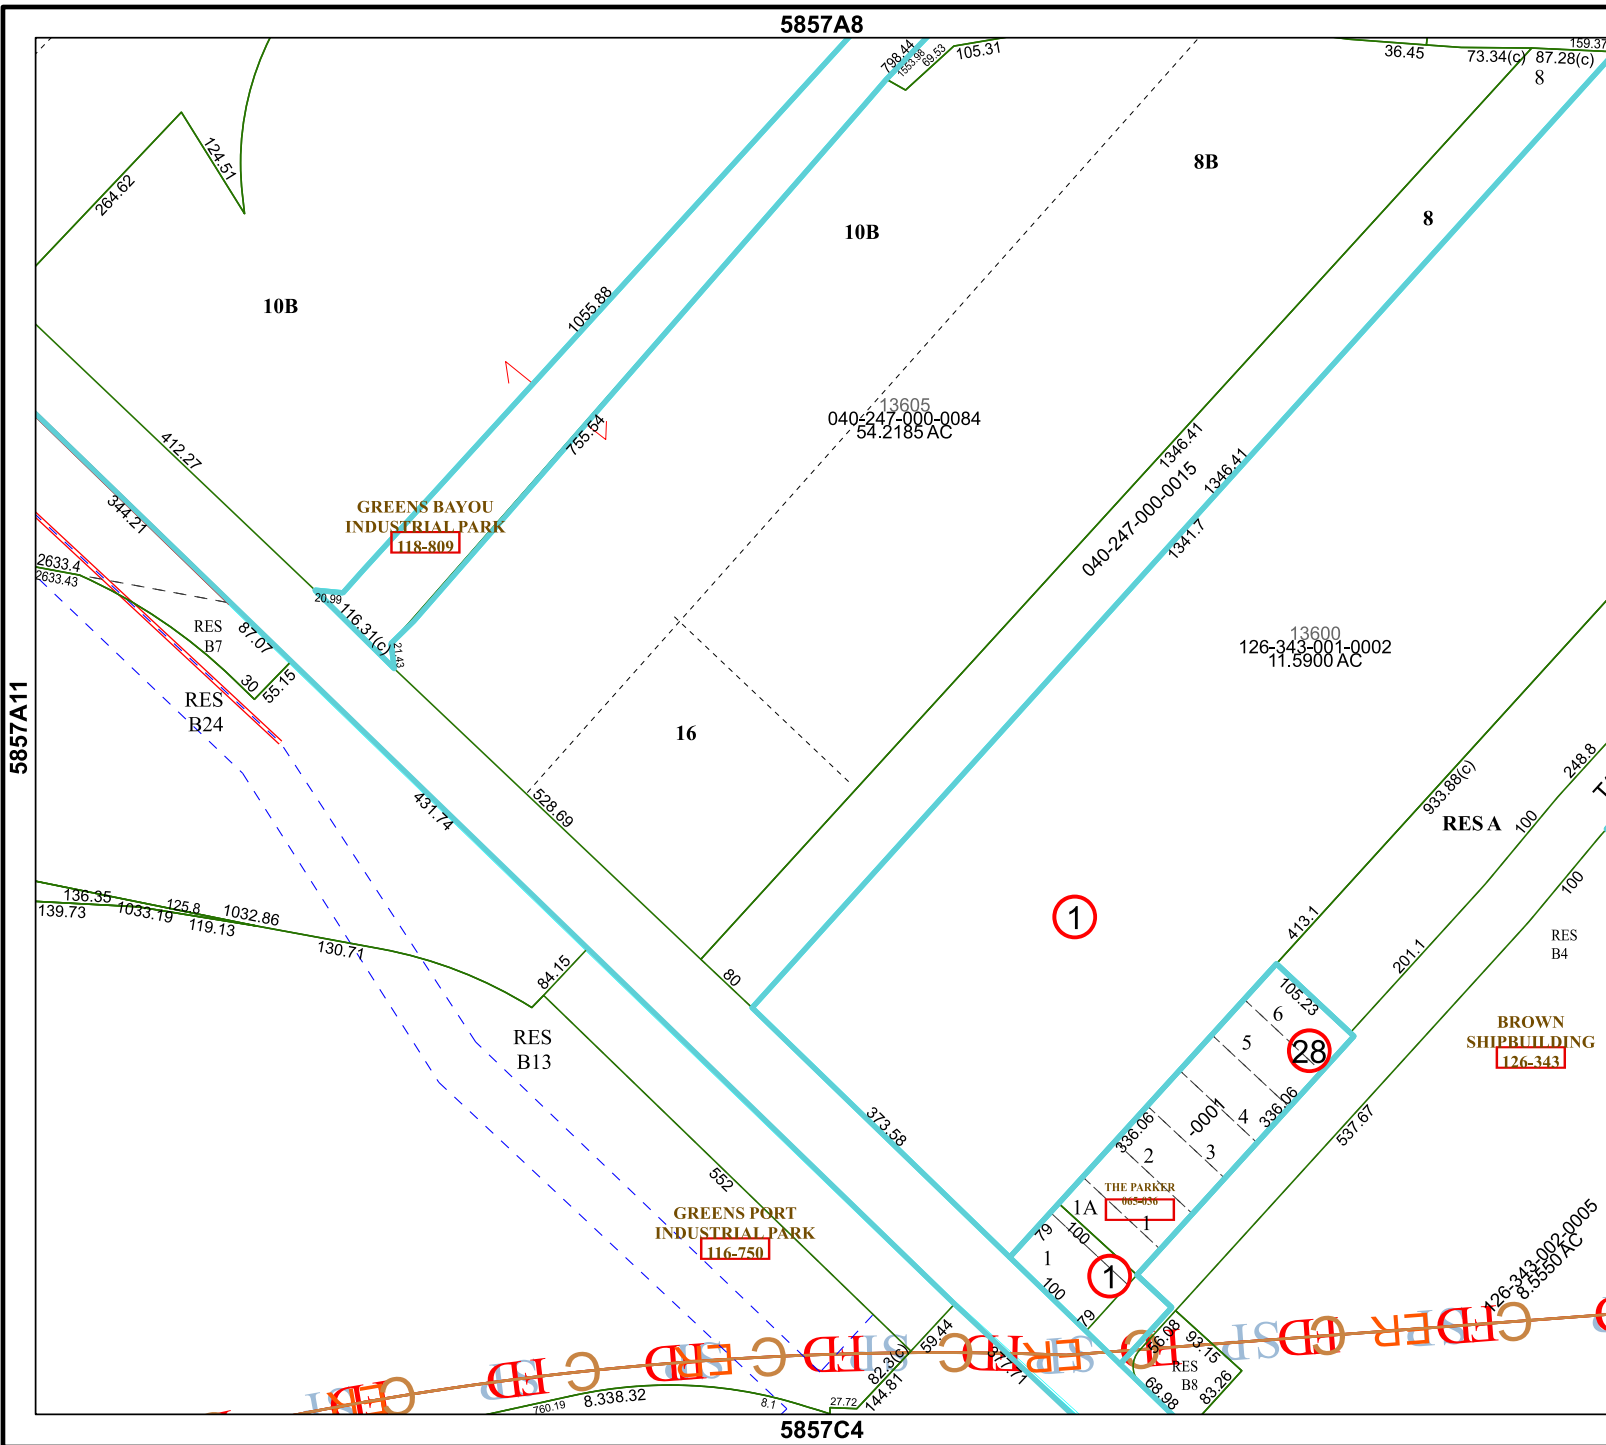 5857A8
798.44
1553.98
69.53
105.31
36.45
73.34(c)
87.28(c)
159.37
8
124.51
264.62
8B
10B
8
10B
1055.88
755.54
13605
040-247-000-0084
54.2185 AC
1346.41
040-247-000-0015
1346.41
1341.7
412.27
344.21
GREENS BAYOU
INDUSTRIAL PARK
118-809
2633.4
2633.43
20.99
116.31(c)
21.43
RES
B7
87.07
30
55.15
RES
B24
13600
126-343-001-0002
11.5900 AC
5857A11
16
528.69
431.74
933.88(c)
248.8
RES A
100
100
136.35
125.8
1032.86
139.73
1033.19
119.13
130.71
84.15
80
1
413.1
201.1
RES
B4
105.23
6
5
28
BROWN
SHIPBUILDING
126-343
RES
B13
373.58
336.06
-0001
4
336.06
2
3
537.67
552
THE PARKER
065-036
1A
1
GREENS PORT
INDUSTRIAL PARK
116-750
79
100
1
1
100
79
126-343-002-0005
8.5550 AC
56.08
93.15
RES
B8
68.98
83.26
59.44
82.3(c)
377.71
144.81
27.72
760.19
8.338.32
8.1
5857C4